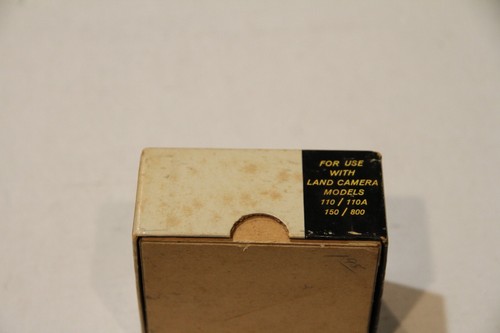 FOR USE
WITH
LAND CAMERA
MODELS
110 / 110A
150 / 800